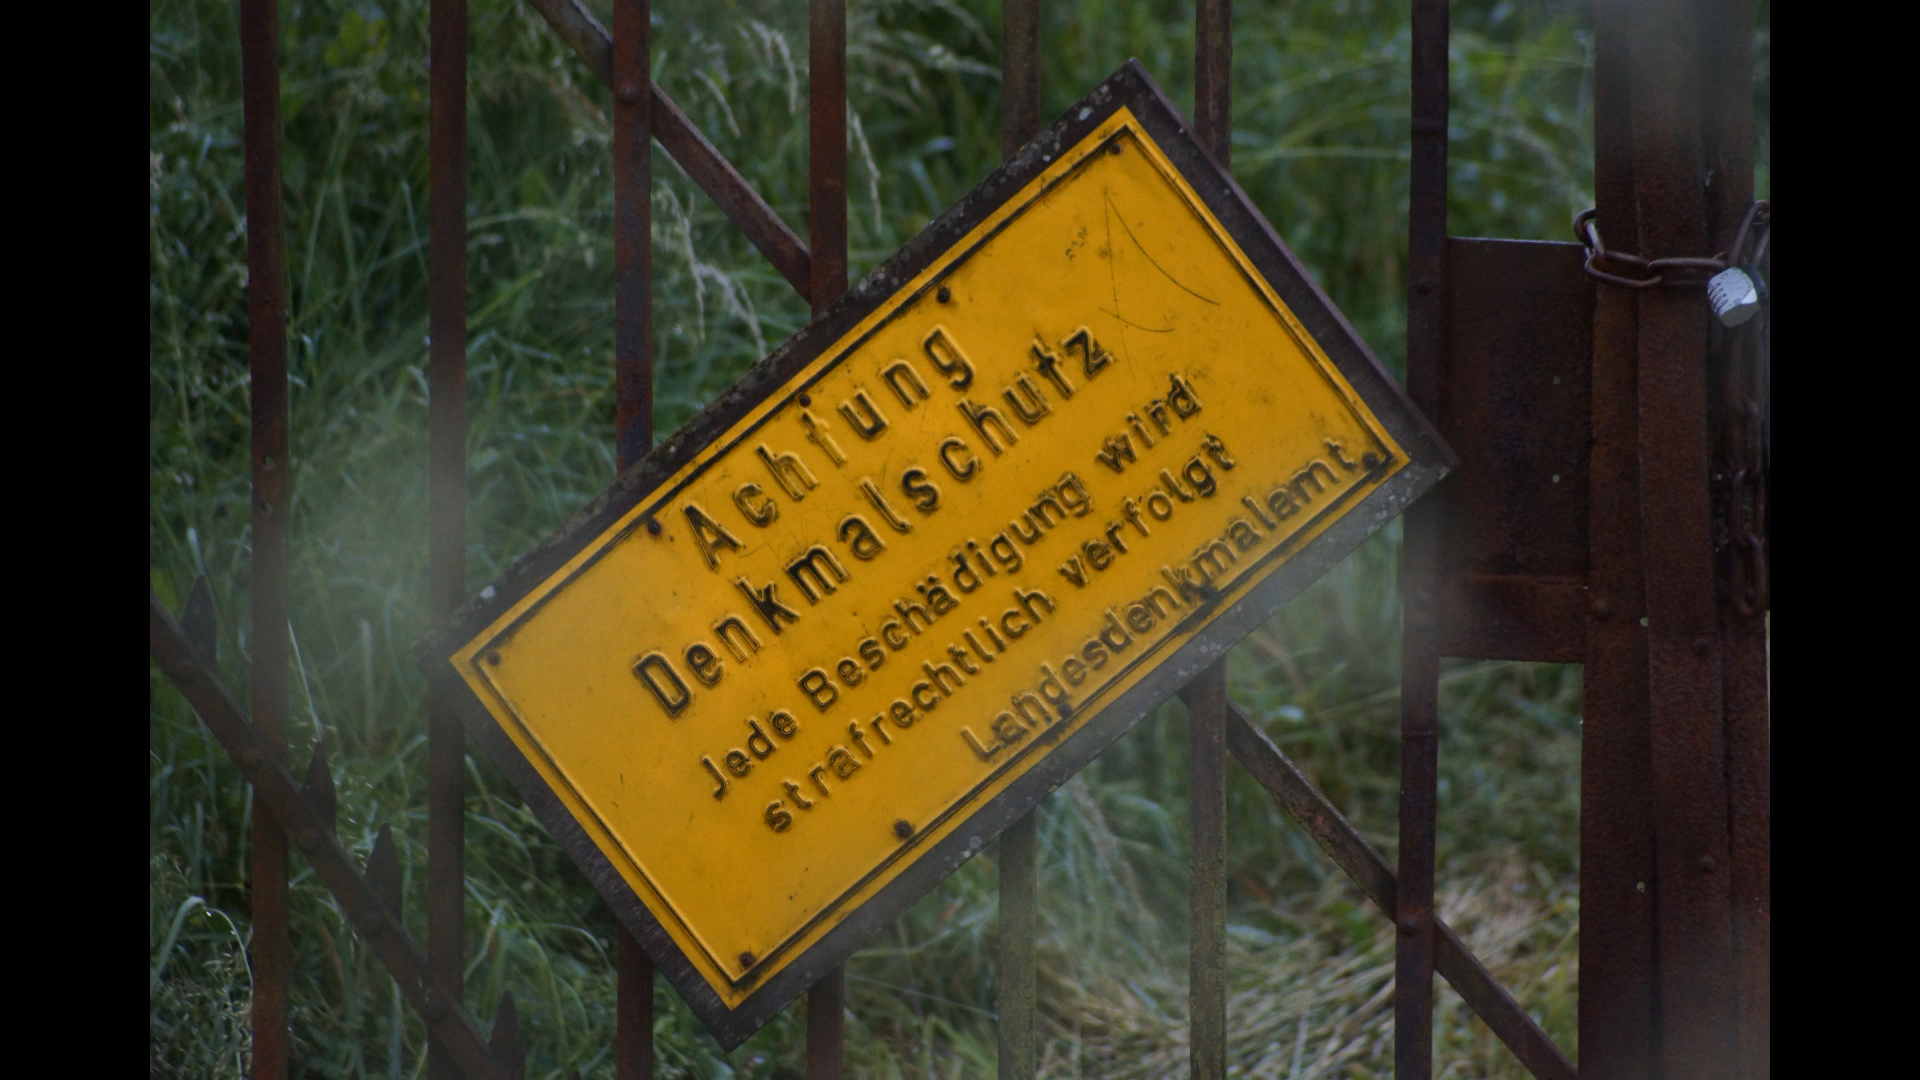 Achtung
Denkmalschutz
Jede Beschädigung wird
strafrechtlich verfolgt
Landesdenkmalamt